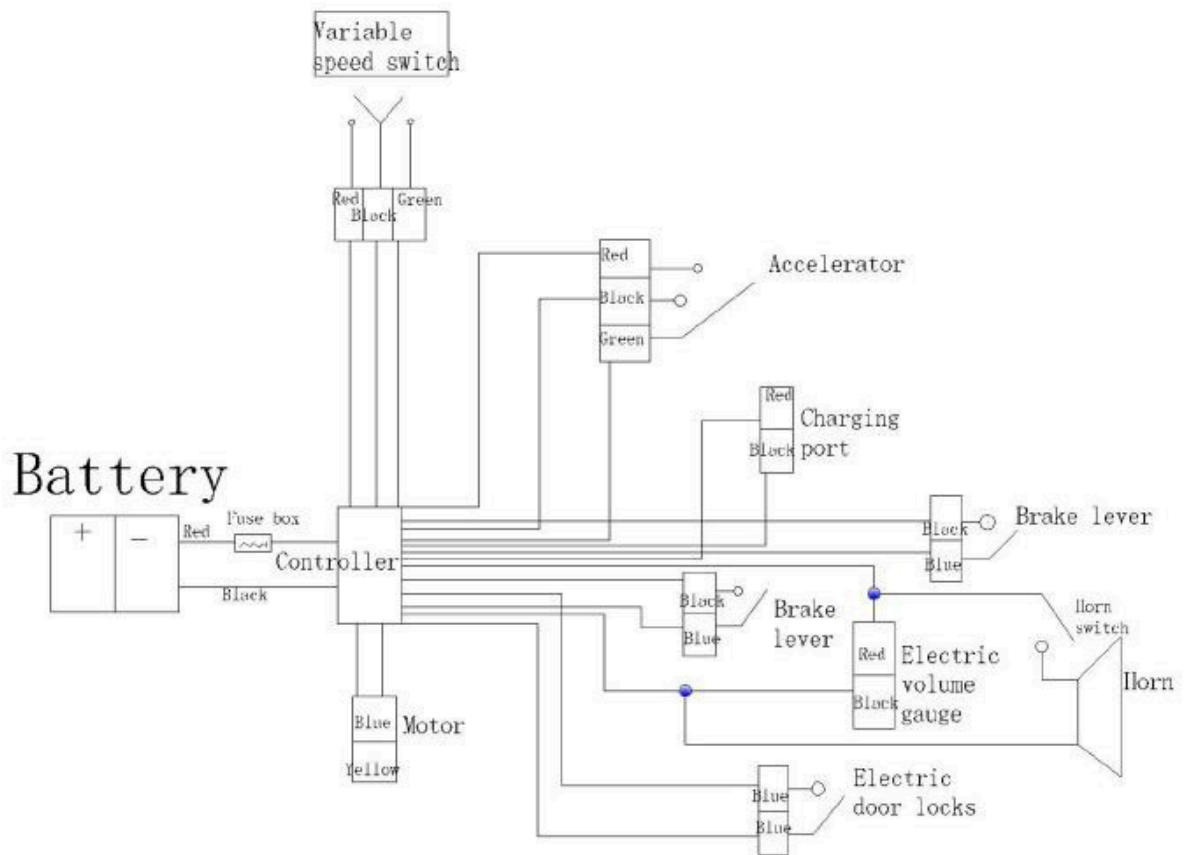 Variable
speed switch
Red
Black
Green
Red
Black
Green
Accelerator
Red
Black
Charging
port
Battery
+
-
Red
Fuse box
Black
Controller
Black
Blue
Brake lever
Black
Blue
Brake
lever
Horn
switch
Red
Black
Electric
volume
gauge
Horn
Blue
Yellow
Motor
Blue
Blue
Electric
door locks